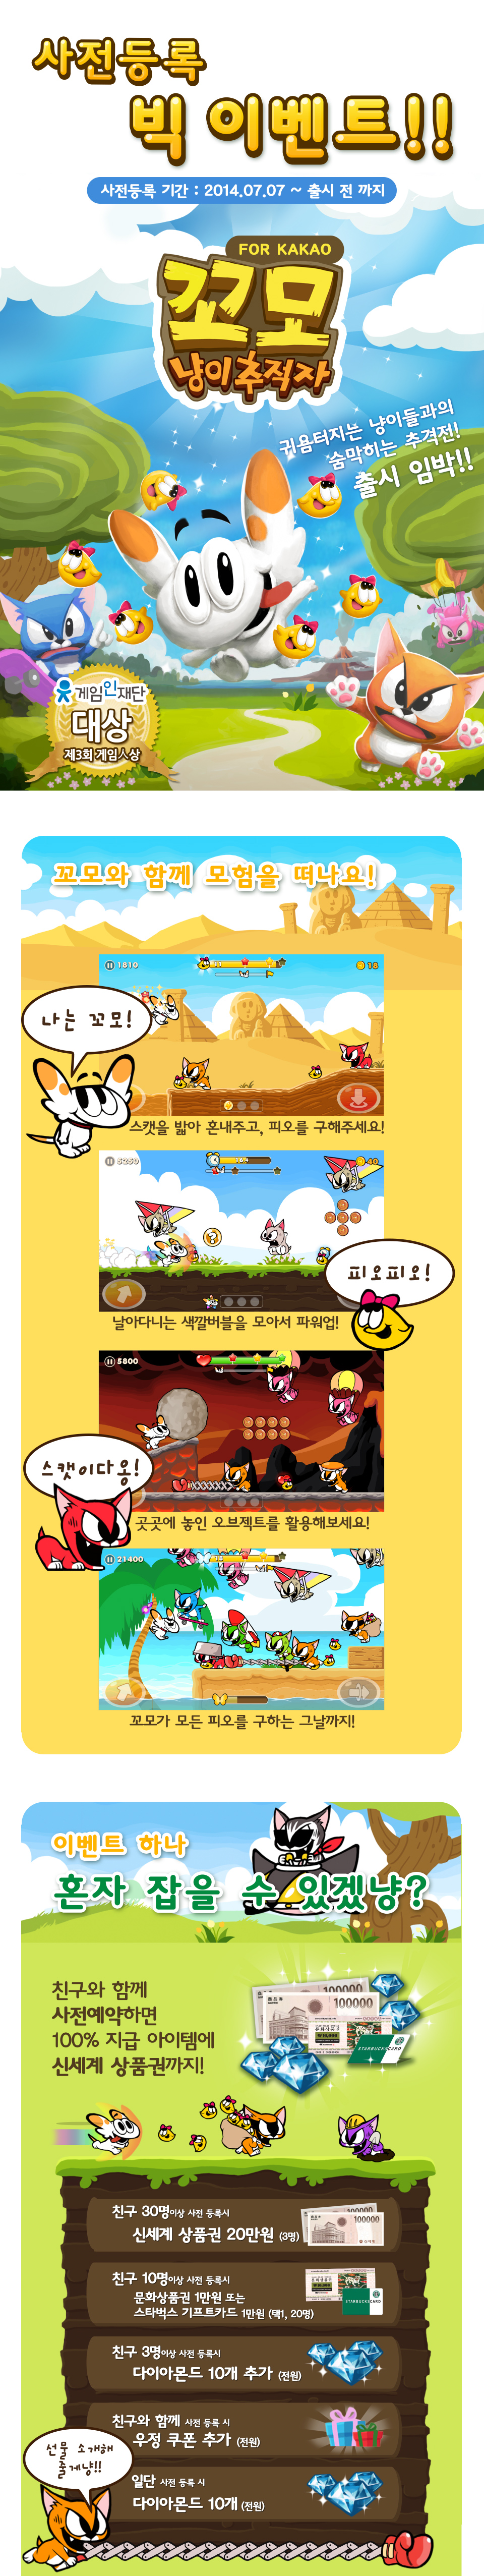 사전등록
빅 이벤트!!
사전등록 기간 : 2014.07.07 ~ 출시 전 까지
FOR KAKAO
꼬모
냥이추적자
귀욤터지는 냥이들과의
숨막히는 추격전!
출시 임박!!
게임인재단
대상
제3회 게임人상
꼬모와 함께 모험을 떠나요!
1810
18
나는 꼬모!
스캣을 밟아 혼내주고, 피오를 구해주세요!
5250
40
피오피오!
날아다니는 색깔버블을 모아서 파워업!
5800
스캣이다옹!
곳곳에 놓인 오브젝트를 활용해보세요!
21400
꼬모가 모든 피오를 구하는 그날까지!
이벤트 하나
혼자 잡을 수 있겠냥?
친구와 함께
사전예약하면
100% 지급 아이템에
신세계 상품권까지!
100000
100000
STARBUCKS CARD
친구 30명이상 사전 등록시
신세계 상품권 20만원 (3명)
100000
친구 10명이상 사전 등록시
문화상품권 1만원 또는
스타벅스 기프트카드 1만원 (택1, 20명)
STARBUCKS CARD
친구 3명이상 사전 등록시
다이아몬드 10개 추가 (전원)
친구와 함께 사전 등록 시
우정 쿠폰 추가 (전원)
선물 소개해
줄게냥!!
일단 사전 등록 시
다이아몬드 10개 (전원)